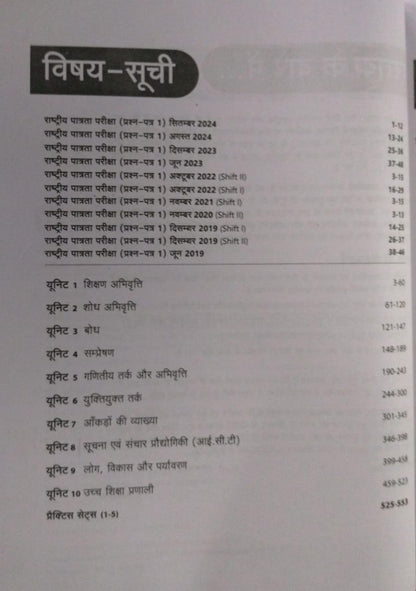 विषय-सूची
राष्ट्रीय पात्रता परीक्षा (प्रश्न-पत्र 1) सितम्बर 2024 1-12
राष्ट्रीय पात्रता परीक्षा (प्रश्न-पत्र 1) अगस्त 2024 13-24
राष्ट्रीय पात्रता परीक्षा (प्रश्न-पत्र 1) दिसम्बर 2023 25-36
राष्ट्रीय पात्रता परीक्षा (प्रश्न-पत्र 1) जून 2023 37-48
राष्ट्रीय पात्रता परीक्षा (प्रश्न-पत्र 1) अक्टूबर 2022 (Shift II) 3-15
राष्ट्रीय पात्रता परीक्षा (प्रश्न-पत्र 1) अक्टूबर 2022 (Shift I) 16-29
राष्ट्रीय पात्रता परीक्षा (प्रश्न-पत्र 1) नवम्बर 2021 (Shift I) 3-15
राष्ट्रीय पात्रता परीक्षा (प्रश्न-पत्र 1) नवम्बर 2020 (Shift II) 3-13
राष्ट्रीय पात्रता परीक्षा (प्रश्न-पत्र 1) दिसम्बर 2019 (Shift I) 14-25
राष्ट्रीय पात्रता परीक्षा (प्रश्न-पत्र 1) दिसम्बर 2019 (Shift II) 26-37
राष्ट्रीय पात्रता परीक्षा (प्रश्न-पत्र 1) जून 2019 38-46
यूनिट 1 शिक्षण अभिवृत्ति 3-60
यूनिट 2 शोध अभिवृत्ति 61-120
यूनिट 3 बोध 121-147
यूनिट 4 सम्प्रेषण 148-189
यूनिट 5 गणितीय तर्क और अभिवृत्ति 190-243
यूनिट 6 युक्तियुक्त तर्क 244-300
यूनिट 7 आँकड़ों की व्याख्या 301-345
यूनिट 8 सूचना एवं संचार प्रौद्योगिकी (आई.सी.टी) 346-398
यूनिट 9 लोग, विकास और पर्यावरण 399-458
यूनिट 10 उच्च शिक्षा प्रणाली 459-523
प्रैक्टिस सेट्स (1-5) 525-553